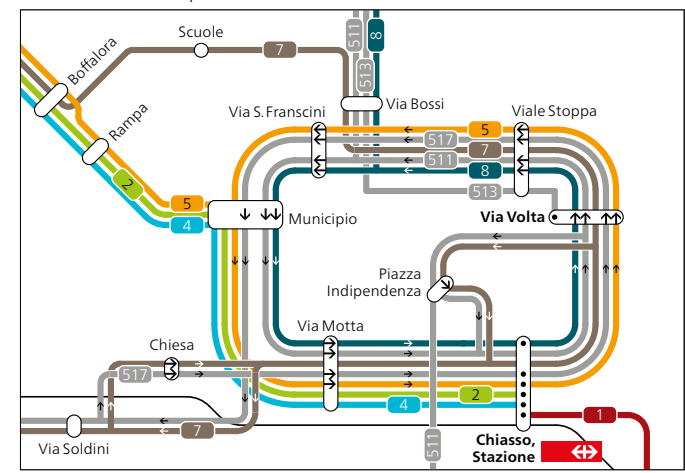 511
8
Scuole
7
Boffalora
513
Via Bossi
Rampa
Via S. Franscini
Viale Stoppa
5
517
7
511
8
2
513
5
4
Municipio
Via Volta
Piazza
Indipendenza
Via Motta
Chiesa
517
2
4
1
7
Via Soldini
511
Chiasso,
Stazione